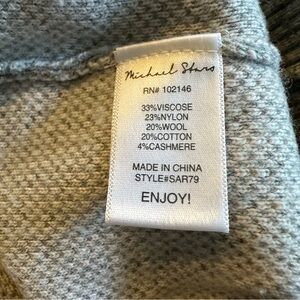 Michael Stars
RN# 102146
33%VISCOSE
23%NYLON
20%WOOL
20%COTTON
4%CASHMERE
MADE IN CHINA
STYLE#SAR79
ENJOY!